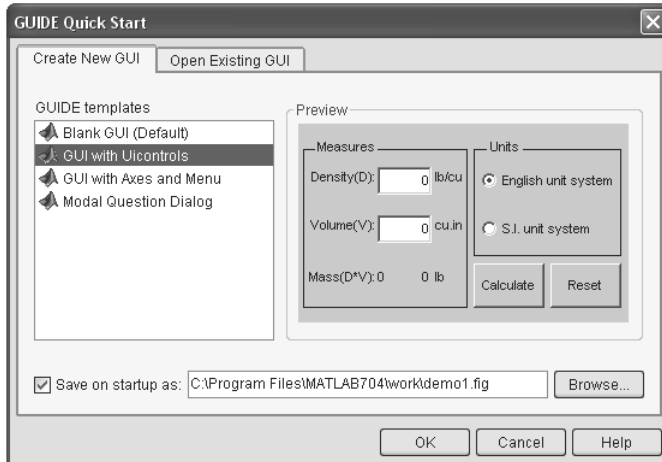 GUIDE Quick Start
Create New GUI
Open Existing GUI
GUIDE templates
Blank GUI (Default)
GUI with Uicontrols
GUI with Axes and Menu
Modal Question Dialog
Preview
Measures
Density(D): 0 lb/cu
Volume(V): 0 cu.in
Mass(D*V): 0 0 lb
Units
English unit system
S.I. unit system
Calculate
Reset
Save on startup as: C:\Program Files\MATLAB704\work\demo1.fig
Browse...
OK
Cancel
Help